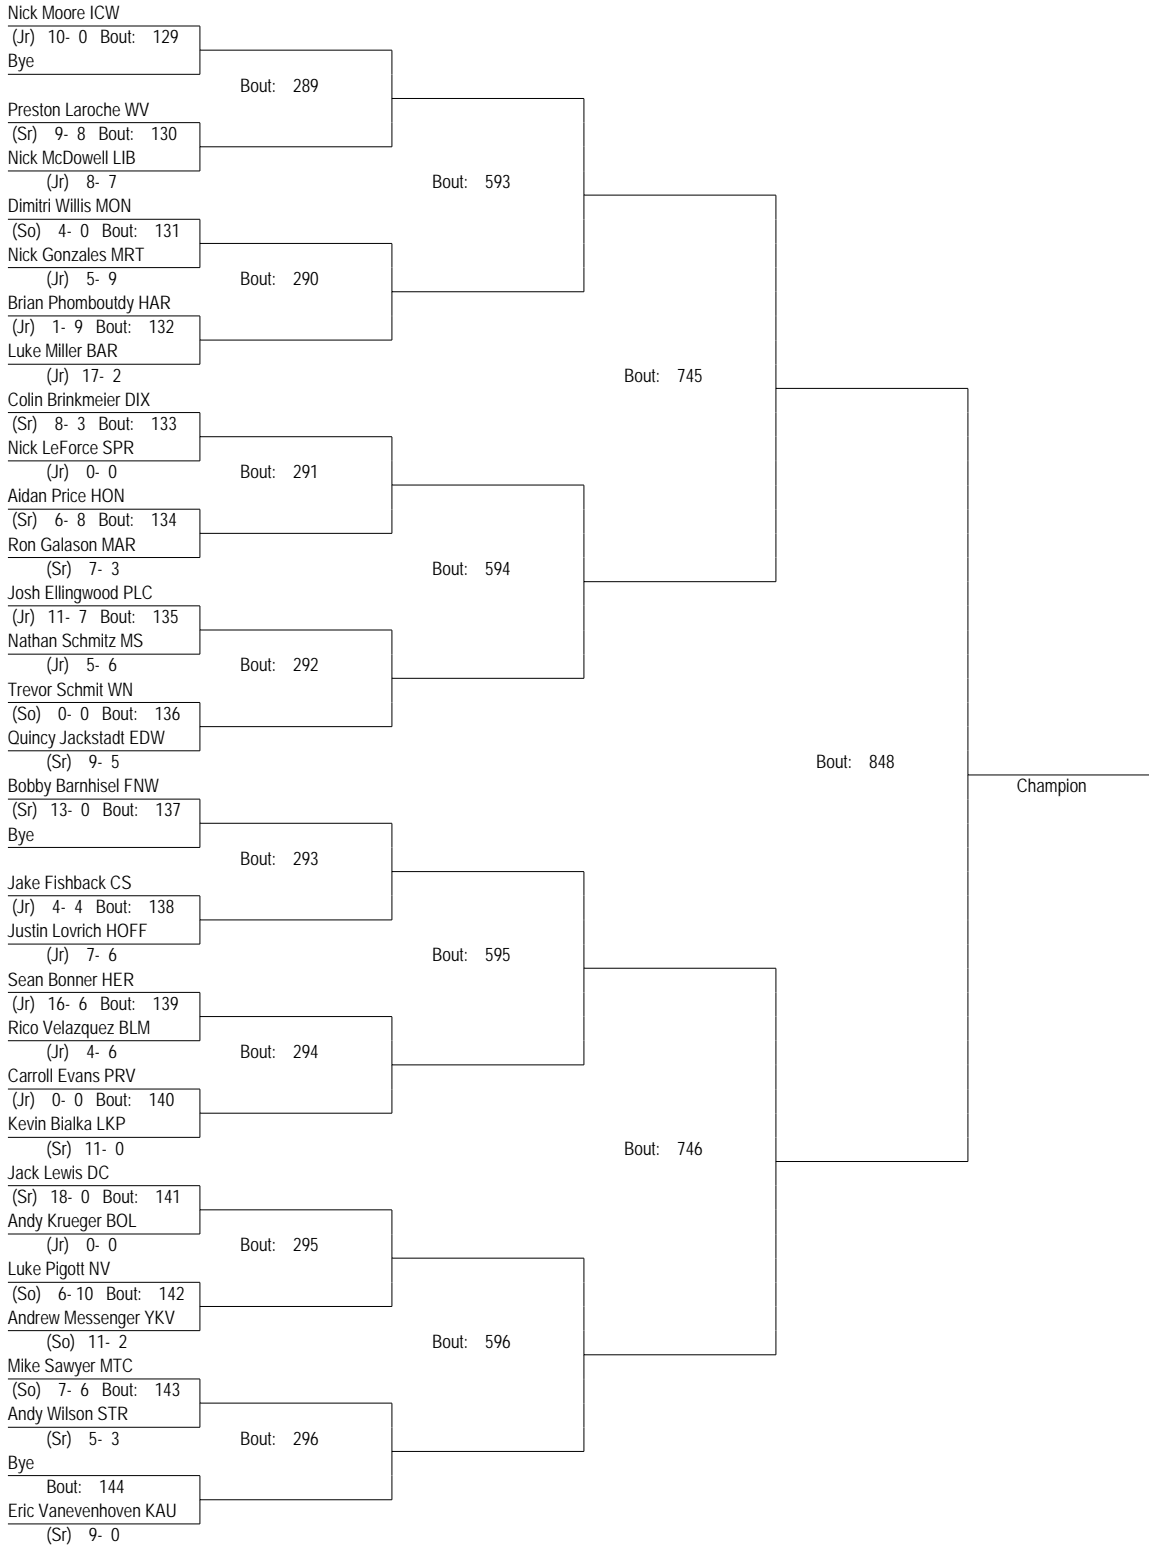 Nick Moore ICW
(Jr) 10- 0 Bout: 129
Bye
Bout: 289
Preston Laroche WV
(Sr) 9- 8 Bout: 130
Nick McDowell LIB
(Jr) 8- 7
Bout: 593
Dimitri Willis MON
(So) 4- 0 Bout: 131
Nick Gonzales MRT
(Jr) 5- 9
Bout: 290
Brian Phomboutdy HAR
(Jr) 1- 9 Bout: 132
Luke Miller BAR
(Jr) 17- 2
Bout: 745
Colin Brinkmeier DIX
(Sr) 8- 3 Bout: 133
Nick LeForce SPR
(Jr) 0- 0
Bout: 291
Aidan Price HON
(Sr) 6- 8 Bout: 134
Ron Galason MAR
(Sr) 7- 3
Bout: 594
Josh Ellingwood PLC
(Jr) 11- 7 Bout: 135
Nathan Schmitz MS
(Jr) 5- 6
Bout: 292
Trevor Schmit WN
(So) 0- 0 Bout: 136
Quincy Jackstadt EDW
(Sr) 9- 5
Bout: 848
Champion
Bobby Barnhisel FNW
(Sr) 13- 0 Bout: 137
Bye
Bout: 293
Jake Fishback CS
(Jr) 4- 4 Bout: 138
Justin Lovrich HOFF
(Jr) 7- 6
Bout: 595
Sean Bonner HER
(Jr) 16- 6 Bout: 139
Rico Velazquez BLM
(Jr) 4- 6
Bout: 294
Carroll Evans PRV
(Jr) 0- 0 Bout: 140
Kevin Bialka LKP
(Sr) 11- 0
Bout: 746
Jack Lewis DC
(Sr) 18- 0 Bout: 141
Andy Krueger BOL
(Jr) 0- 0
Bout: 295
Luke Pigott NV
(So) 6- 10 Bout: 142
Andrew Messenger YKV
(So) 11- 2
Bout: 596
Mike Sawyer MTC
(So) 7- 6 Bout: 143
Andy Wilson STR
(Sr) 5- 3
Bout: 296
Bye
Bout: 144
Eric Vanevenhoven KAU
(Sr) 9- 0